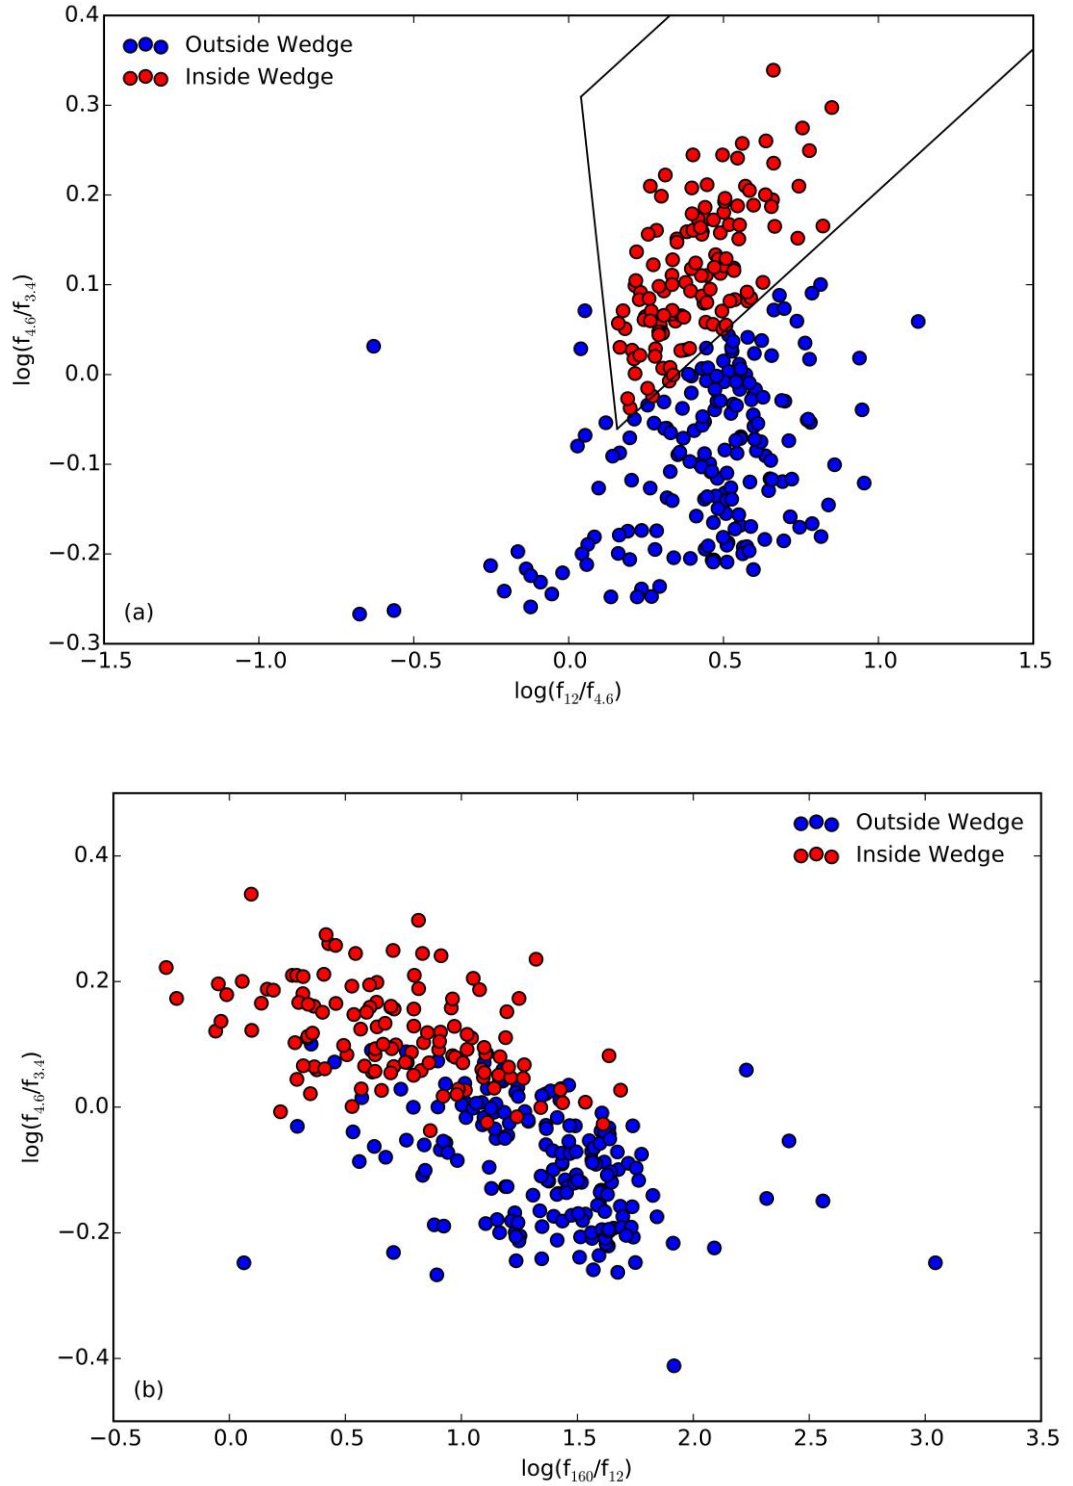 0.4
Outside Wedge
Inside Wedge
0.3
0.2
0.1
0.0
−0.1
−0.2
−0.3
log(f4.6/f3.4)
(a)
−1.5 −1.0 −0.5 0.0 0.5 1.0 1.5
log(f12/f4.6)
Outside Wedge
Inside Wedge
0.4
0.2
0.0
−0.2
−0.4
log(f4.6/f3.4)
(b)
−0.5 0.0 0.5 1.0 1.5 2.0 2.5 3.0 3.5
log(f160/f12)